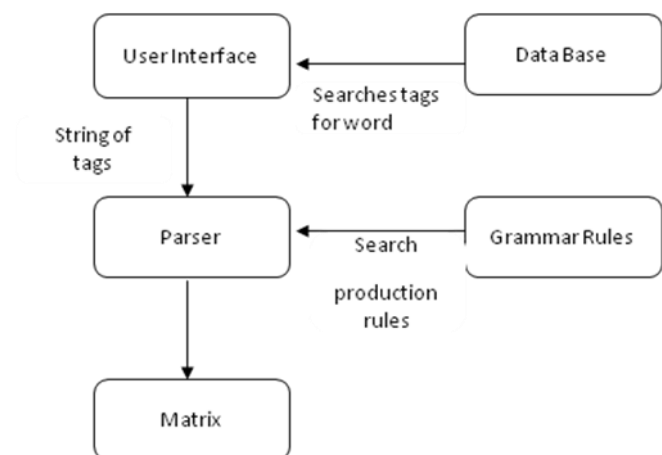 User Interface
Data Base
Searches tags
for word
String of
tags
Parser
Grammar Rules
Search
production
rules
Matrix